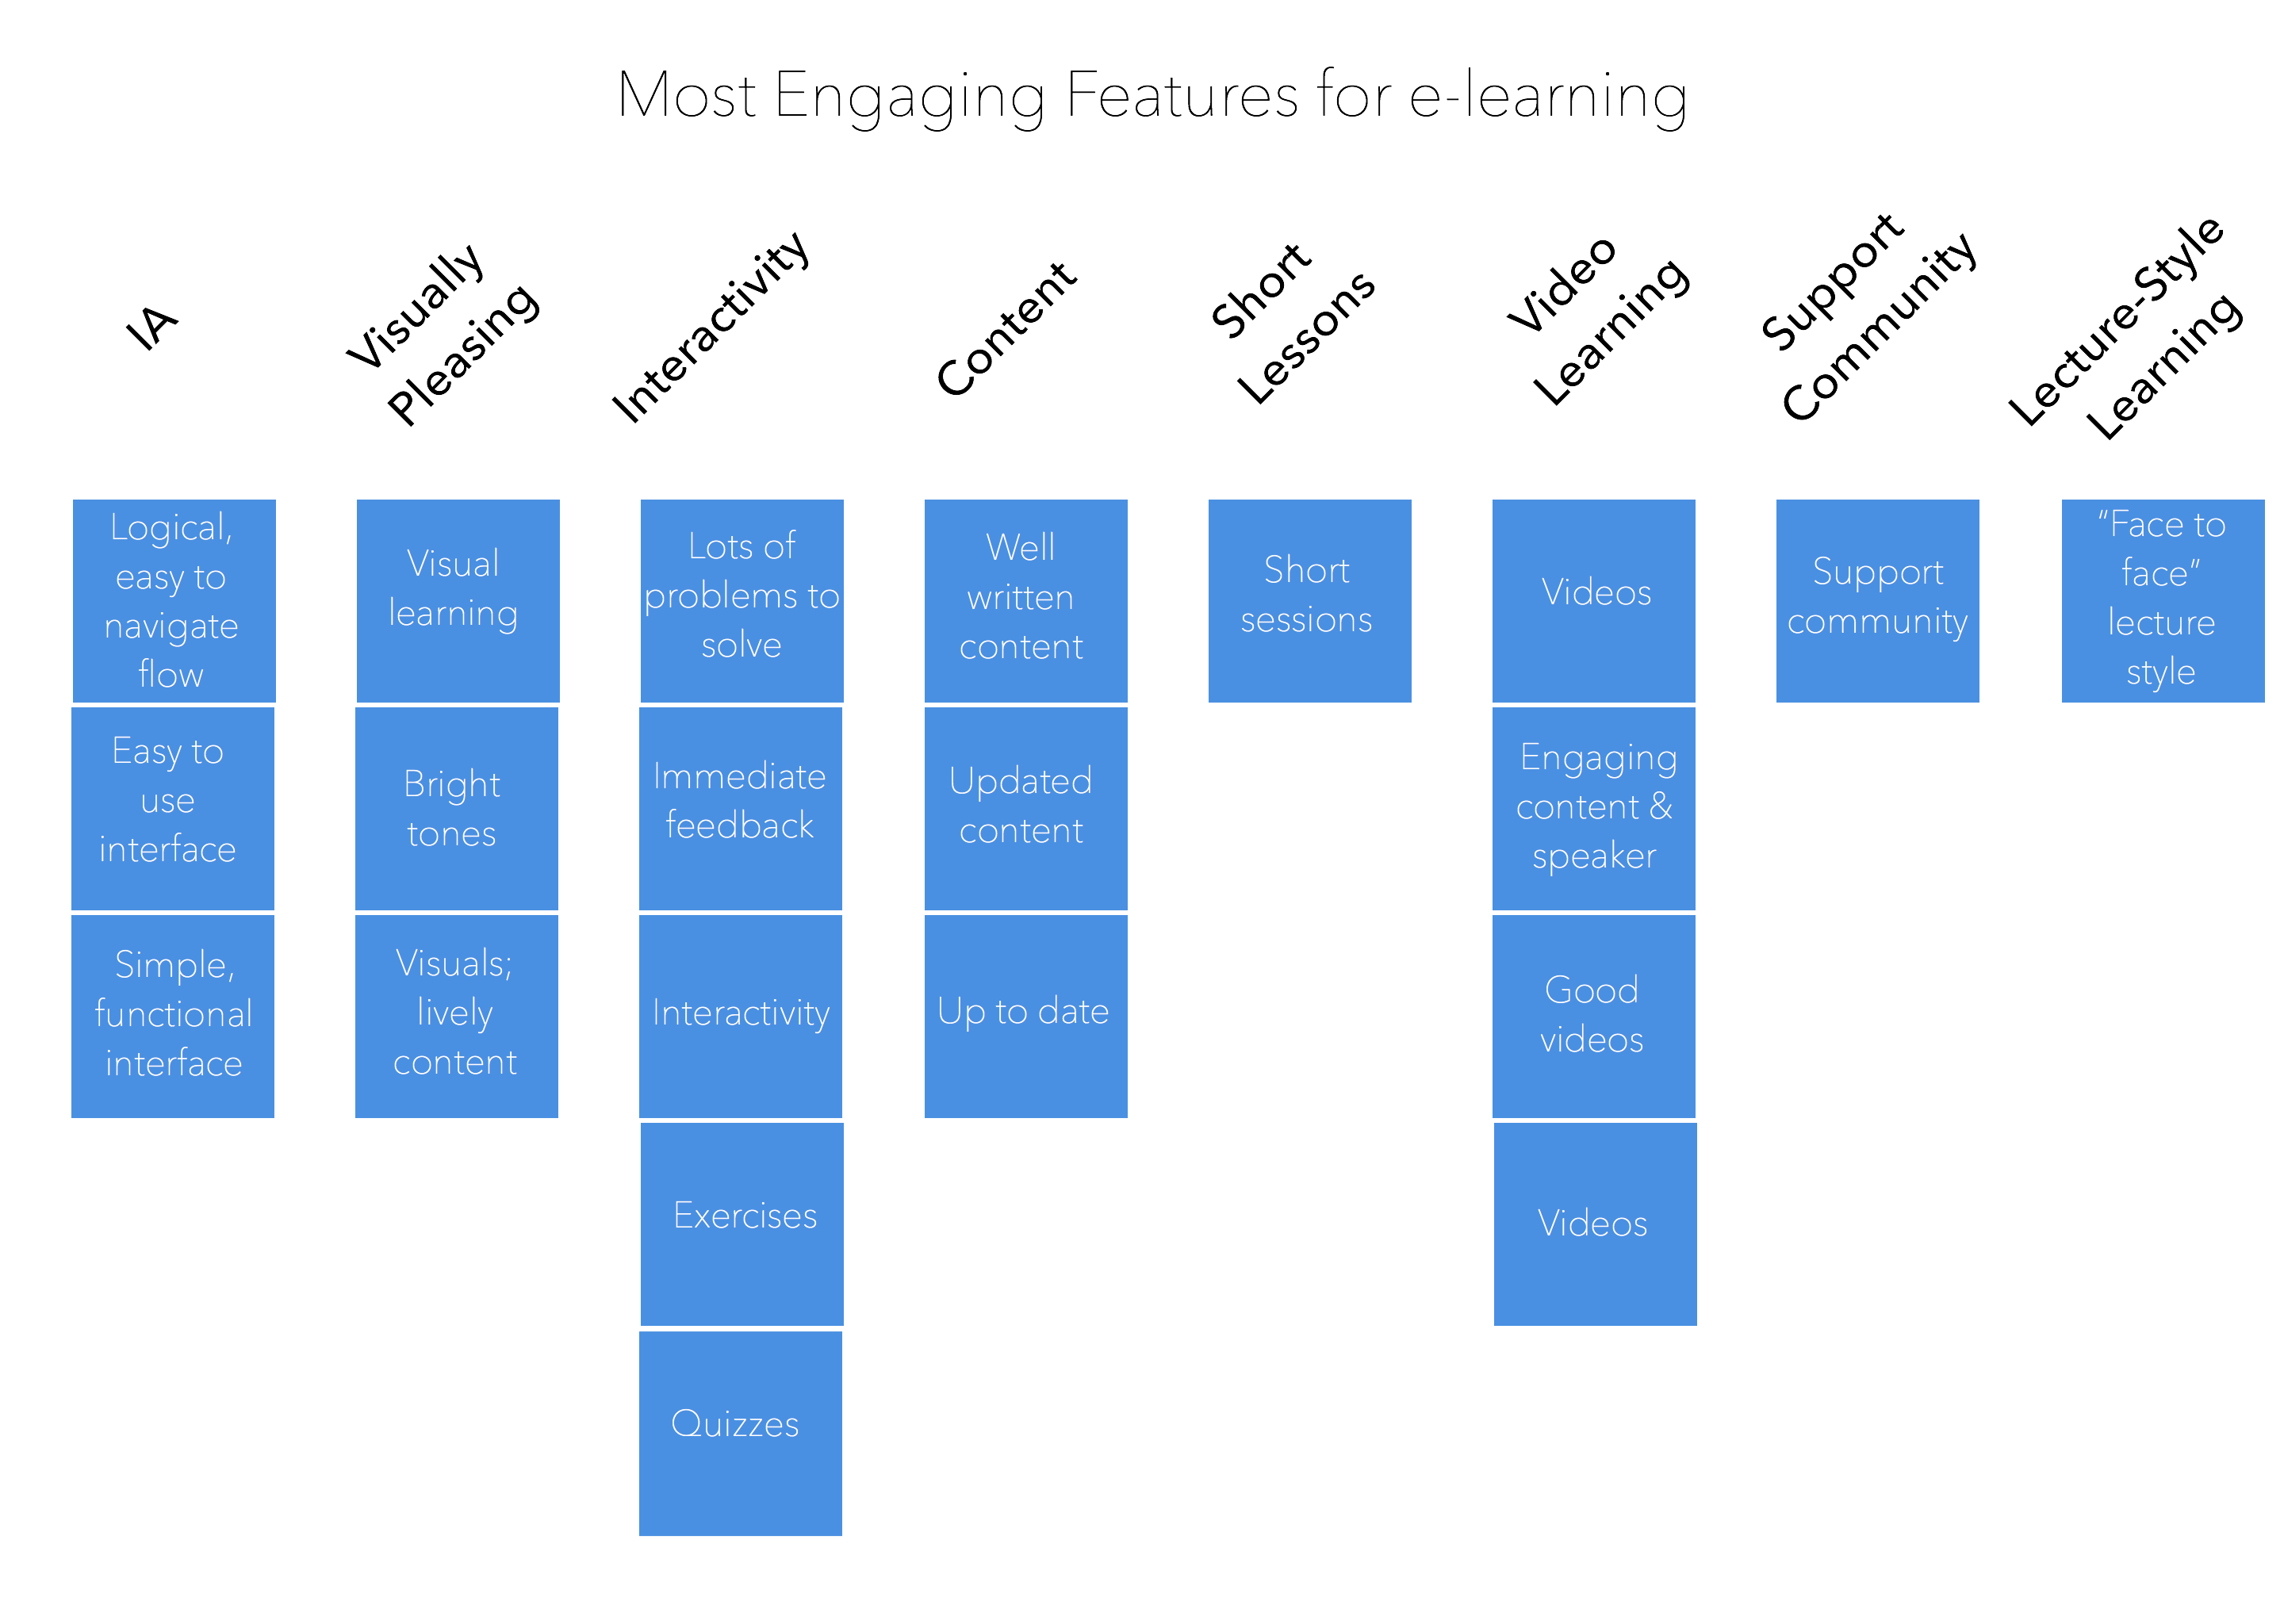 Most Engaging Features for e-learning
IA
Visually
Pleasing
Interactivity
Content
Short
Lessons
Video
Learning
Support
Community
Lecture-Style
Learning
Logical,
easy to
navigate
flow
Easy to
use
interface
Simple,
functional
interface
Visual
learning
Bright
tones
Visuals;
lively
content
Lots of
problems to
solve
Immediate
feedback
Interactivity
Exercises
Quizzes
Well
written
content
Updated
content
Up to date
Short
sessions
Videos
Engaging
content &
speaker
Good
videos
Videos
Support
community
"Face to
face"
lecture
style